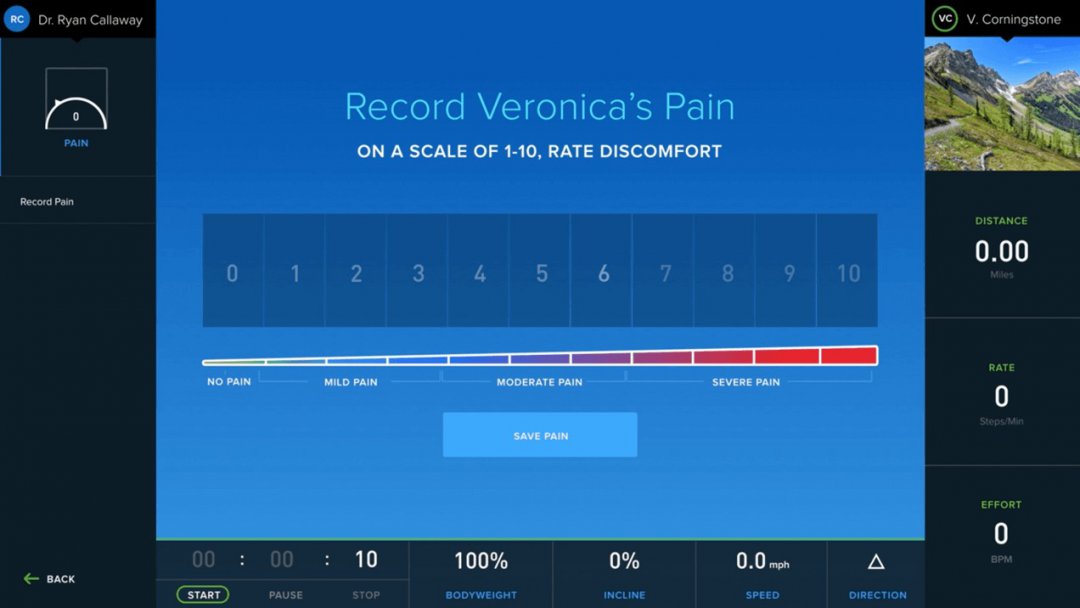 RC Dr. Ryan Callaway
0
PAIN
Record Pain
BACK
Record Veronica's Pain
ON A SCALE OF 1-10, RATE DISCOMFORT
0 1 2 3 4 5 6 7 8 9 10
NO PAIN MILD PAIN MODERATE PAIN SEVERE PAIN
SAVE PAIN
00 : 00 : 10
START PAUSE STOP
100%
BODYWEIGHT
0%
INCLINE
0.0 mph
SPEED
DIRECTION
VC V. Corningstone
DISTANCE
0.00
Miles
RATE
0
Steps/Min
EFFORT
0
BPM